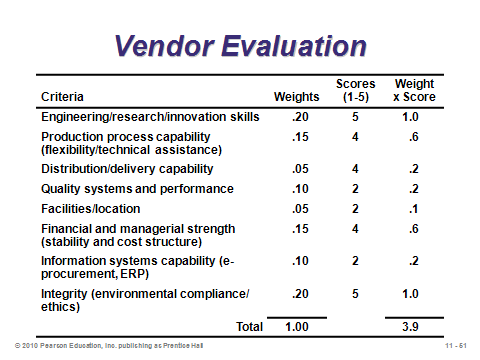 Vendor Evaluation
Criteria Weights Scores (1-5) Weight x Score
Engineering/research/innovation skills .20 5 1.0
Production process capability (flexibility/technical assistance) .15 4 .6
Distribution/delivery capability .05 4 .2
Quality systems and performance .10 2 .2
Facilities/location .05 2 .1
Financial and managerial strength (stability and cost structure) .15 4 .6
Information systems capability (e-procurement, ERP) .10 2 .2
Integrity (environmental compliance/ethics) .20 5 1.0
Total 1.00 3.9
© 2010 Pearson Education, Inc. publishing as Prentice Hall 11 - 51